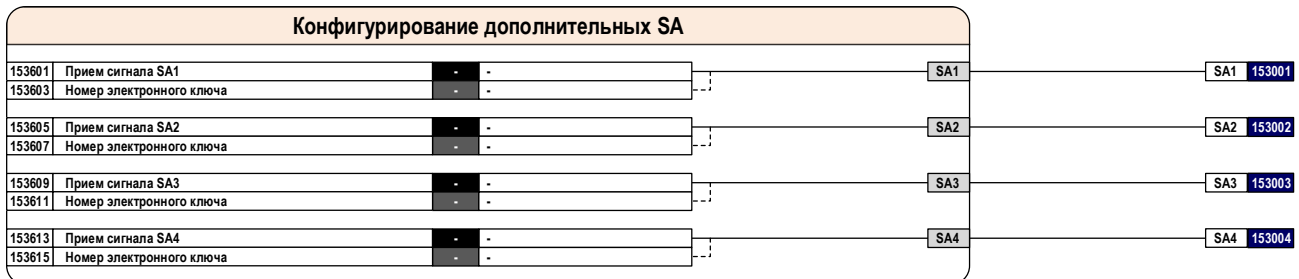 Конфигурирование дополнительных SA
153601 Прием сигнала SA1 - - SA1 SA1 153001
153603 Номер электронного ключа - -
153605 Прием сигнала SA2 - - SA2 SA2 153002
153607 Номер электронного ключа - -
153609 Прием сигнала SA3 - - SA3 SA3 153003
153611 Номер электронного ключа - -
153613 Прием сигнала SA4 - - SA4 SA4 153004
153615 Номер электронного ключа - -